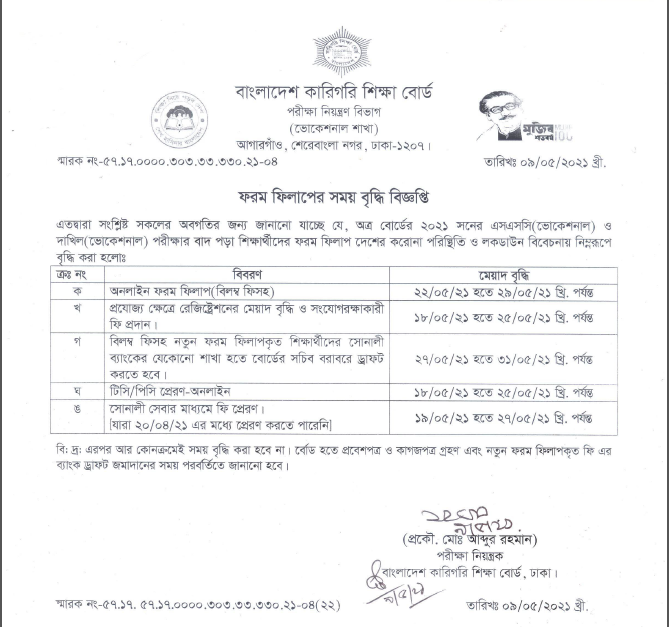 বাংলাদেশ কারিগরি শিক্ষা বোর্ড
পরীক্ষা নিয়ন্ত্রণ বিভাগ
(ভোকেশনাল শাখা)
আগারগাঁও, শেরেবাংলা নগর, ঢাকা-১২০৭।
মুজিব শতবর্ষ 100
স্মারক নং-৫৭.১৭.০০০০.৩০৩.৩৩.৩৩০.২১-০৪ তারিখঃ ০৯/০৫/২০২১ খ্রী.
ফরম ফিলাপের সময় বৃদ্ধি বিজ্ঞপ্তি
এতদ্বারা সংশ্লিষ্ট সকলের অবগতির জন্য জানানো যাচ্ছে যে, অত্র বোর্ডের ২০২১ সনের এসএসসি(ভোকেশনাল) ও
দাখিল(ভোকেশনাল) পরীক্ষার বাদ পড়া শিক্ষার্থীদের ফরম ফিলাপ দেশের করোনা পরিস্থিতি ও লকডাউন বিবেচনায় নিম্নরূপে
বৃদ্ধি করা হলোঃ
ক্রঃ নং বিবরণ মেয়াদ বৃদ্ধি
ক অনলাইন ফরম ফিলাপ(বিলম্ব ফিসহ) ২২/০৫/২১ হতে ২৯/০৫/২১ খ্রি. পর্যন্ত
খ প্রযোজ্য ক্ষেত্রে রেজিষ্ট্রেশনের মেয়াদ বৃদ্ধি ও সংযোগরক্ষাকারী
ফি প্রদান। ১৮/০৫/২১ হতে ২৫/০৫/২১ খ্রি. পর্যন্ত
গ বিলম্ব ফিসহ নতুন ফরম ফিলাপকৃত শিক্ষার্থীদের সোনালী
ব্যাংকের যেকোনো শাখা হতে বোর্ডের সচিব বরাবরে ড্রাফট
করতে হবে। ২৭/০৫/২১ হতে ৩১/০৫/২১ খ্রি. পর্যন্ত
ঘ টিসি/পিসি প্রেরণ-অনলাইন ১৮/০৫/২১ হতে ২৫/০৫/২১ খ্রি. পর্যন্ত
ঙ সোনালী সেবার মাধ্যমে ফি প্রেরণ।
[যারা ২০/০৪/২১ এর মধ্যে প্রেরণ করতে পারেনি] ১৯/০৫/২১ হতে ২৭/০৫/২১ খ্রি. পর্যন্ত
বি: দ্র: এরপর আর কোনক্রমেই সময় বৃদ্ধি করা হবে না। র্বোড হতে প্রবেশপত্র ও কাগজপত্র গ্রহণ এবং নতুন ফরম ফিলাপকৃত ফি এর
ব্যাংক ড্রাফট জমাদানের সময় পরবর্তিতে জানানো হবে।
(প্রকৌ. মোঃ আব্দুর রহমান)
পরীক্ষা নিয়ন্ত্রক
বাংলাদেশ কারিগরি শিক্ষা বোর্ড, ঢাকা।
স্মারক নং-৫৭.১৭. ৫৭.১৭.০০০০.৩০৩.৩৩.৩৩০.২১-০৪(২২) তারিখঃ ০৯/০৫/২০২১ খ্রী.